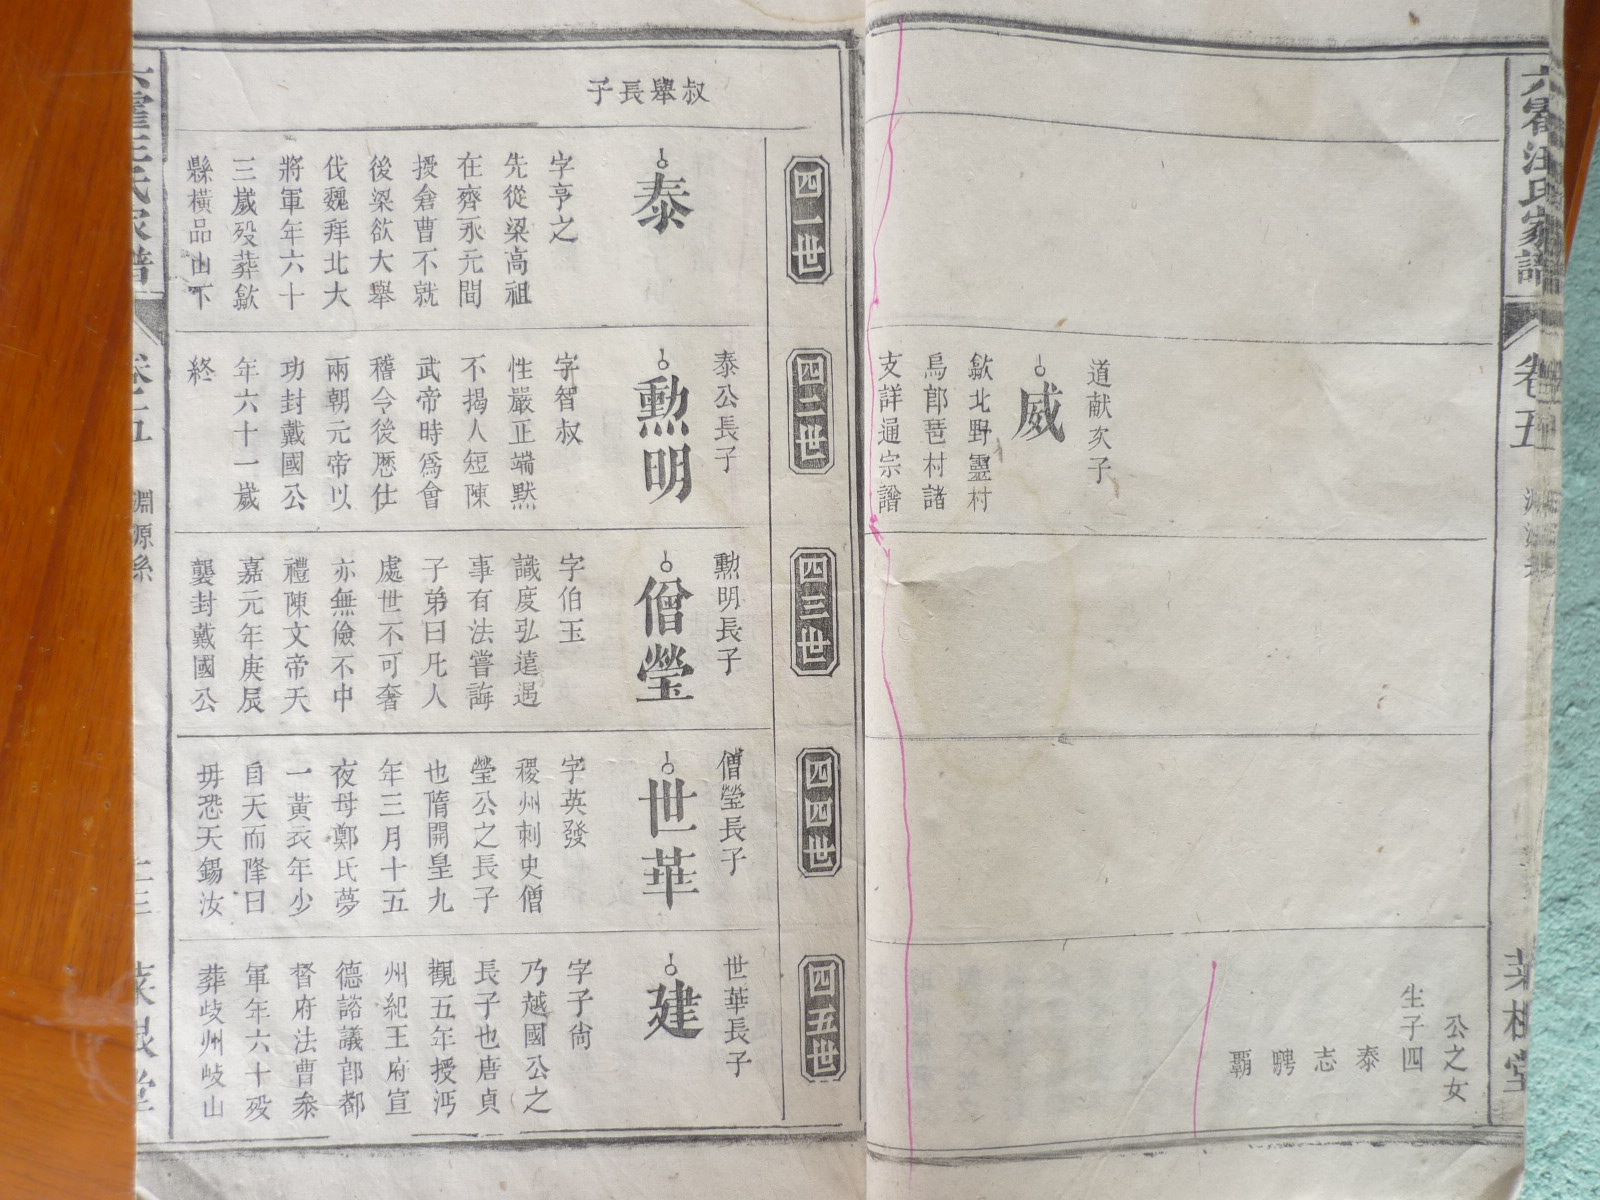 六霍汪氏家譜
卷五
菜根堂
公之女
生子四
泰
志
騁
覇
道献次子
威
歙北野靈村
烏郎琶村諸
支詳通宗譜
四一世
叔舉長子
泰
字亨之
先從梁高祖
在齊永元間
授倉曹不就
後梁欲大舉
伐魏拜北大
將軍年六十
三歲歿葬歙
縣橫品山下
四二世
泰公長子
勲明
字智叔
性嚴正端默
不揭人短陳
武帝時爲會
稽令後歷仕
兩朝元帝以
功封戴國公
年六十一歲
終
四三世
勲明長子
僧瑩
字伯玉
識度弘遠遇
事有法嘗誨
子弟曰凡人
處世不可奢
亦無儉不中
禮陳文帝天
嘉元年庚辰
襲封戴國公
四四世
僧瑩長子
世華
字英發
稷州刺史僧
瑩公之長子
也隋開皇九
年三月十五
夜母鄭氏夢
一黃衣年少
自天而降曰
毋恐天錫汝
四五世
世華長子
建
字子尙
乃越國公之
長子也唐貞
觀五年授沔
州紀王府宣
德諮議郎都
督府法曹叅
軍年六十歿
葬歧州岐山
六霍汪氏家譜
卷五
淵源系
菜根堂